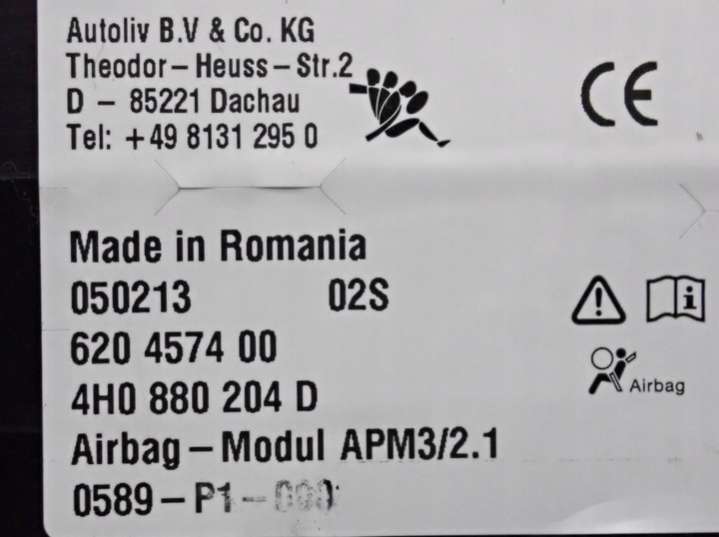 Autoliv B.V & Co. KG
Theodor-Heuss-Str.2
D - 85221 Dachau
Tel: +49 8131 295 0
CE
Made in Romania
050213 02S
620 4574 00
4H0 880 204 D
Airbag
Airbag-Modul APM3/2.1
0589-P1-